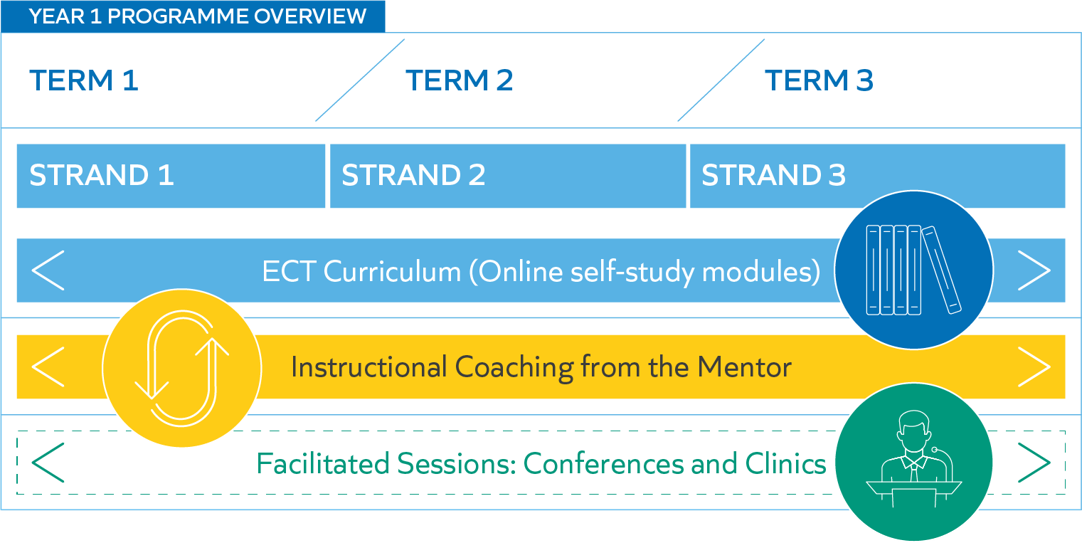 YEAR 1 PROGRAMME OVERVIEW
TERM 1 TERM 2 TERM 3
STRAND 1 STRAND 2 STRAND 3
ECT Curriculum (Online self-study modules)
Instructional Coaching from the Mentor
Facilitated Sessions: Conferences and Clinics